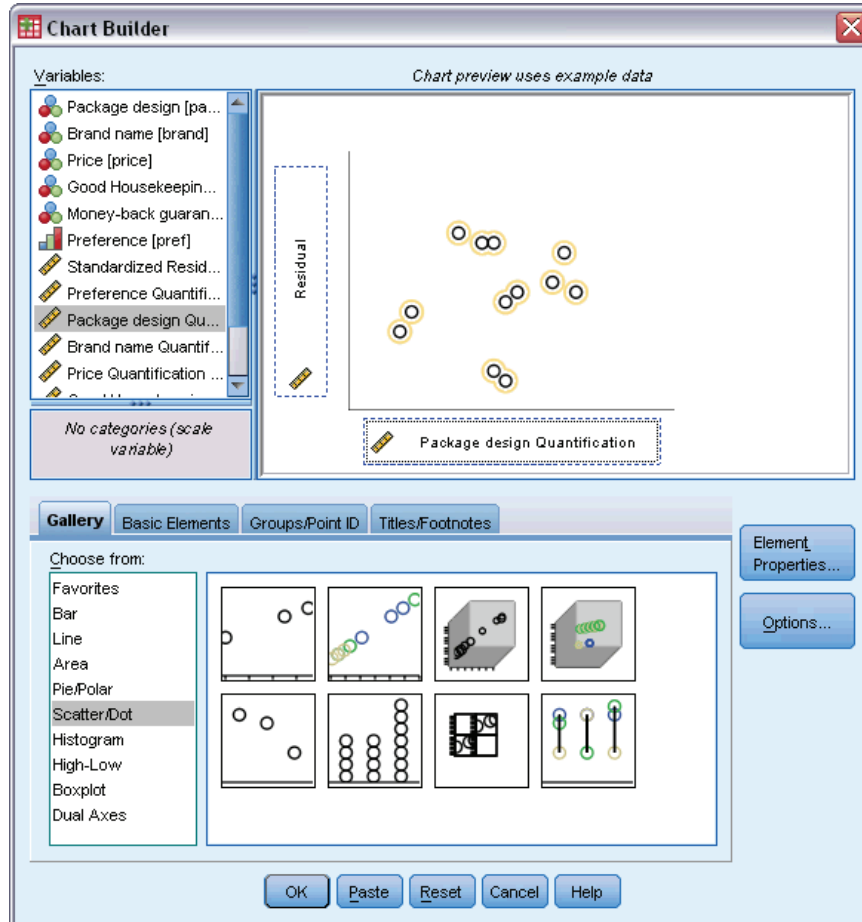 Chart Builder
Variables:
Chart preview uses example data
Package design [pa...
Brand name [brand]
Price [price]
Good Housekeepin...
Money-back guaran...
Preference [pref]
Standardized Resid...
Preference Quantifi...
Package design Qu...
Brand name Quantif...
Price Quantification ...
No categories (scale
variable)
Residual
Package design Quantification
Gallery
Basic Elements
Groups/Point ID
Titles/Footnotes
Choose from:
Favorites
Bar
Line
Area
Pie/Polar
Scatter/Dot
Histogram
High-Low
Boxplot
Dual Axes
Element
Properties...
Options...
OK
Paste
Reset
Cancel
Help